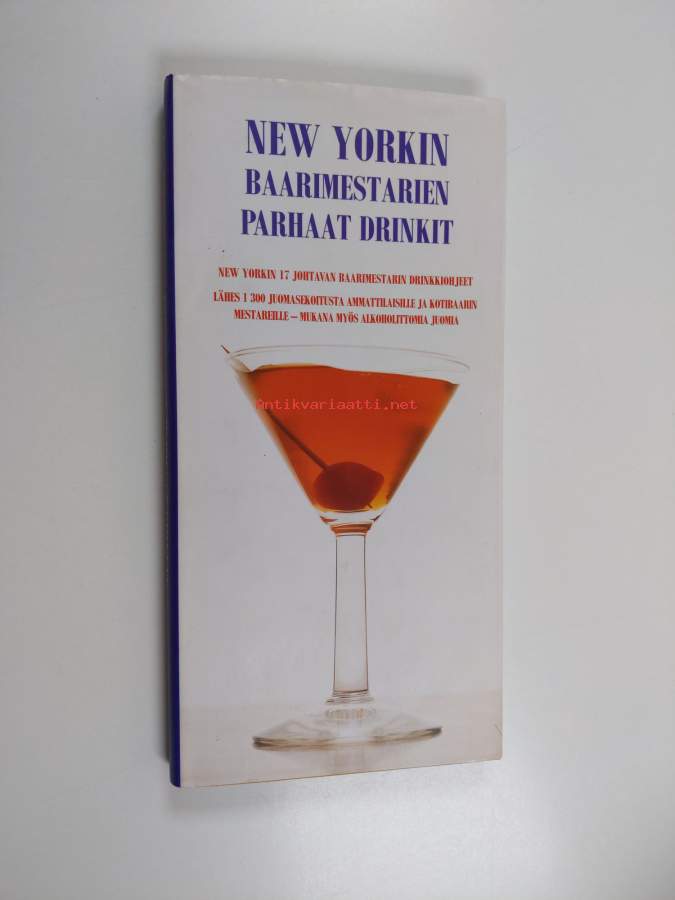 NEW YORKIN
BAARIMESTARIEN
PARHAAT DRINKIT
NEW YORKIN 17 JOHTAVAN BAARIMESTARIN DRINKKIOHJEET
LÄHES 1 300 JUOMASEKOITUSTA AMMATTILAISILLE JA KOTIBAARIN
MESTAREILLE – MUKANA MYÖS ALKOHOLITTOMIA JUOMIA
Antikvariaatti.net